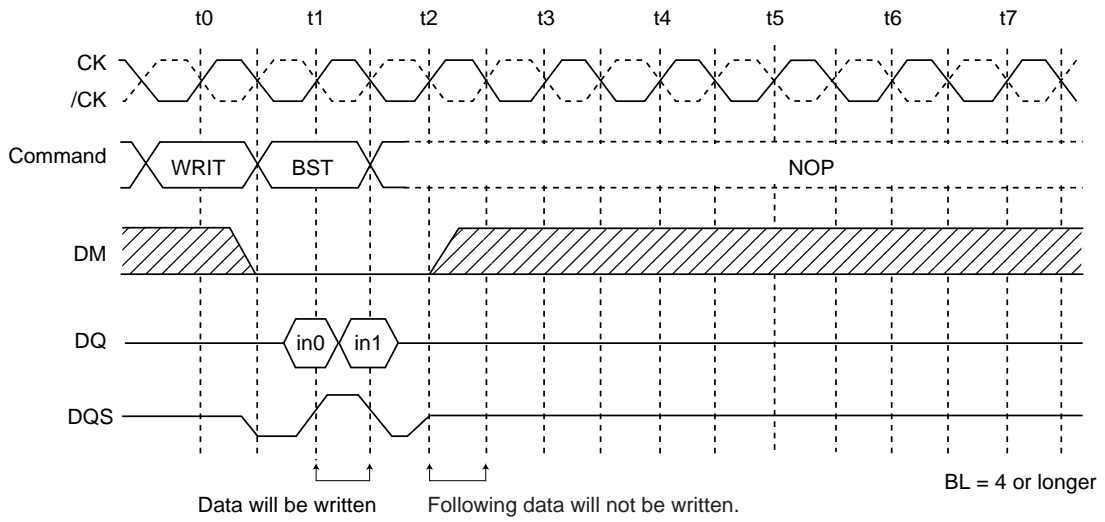 t0 t1 t2 t3 t4 t5 t6 t7
CK
/CK
Command WRIT BST NOP
DM
DQ in0 in1
DQS
BL = 4 or longer
Data will be written Following data will not be written.